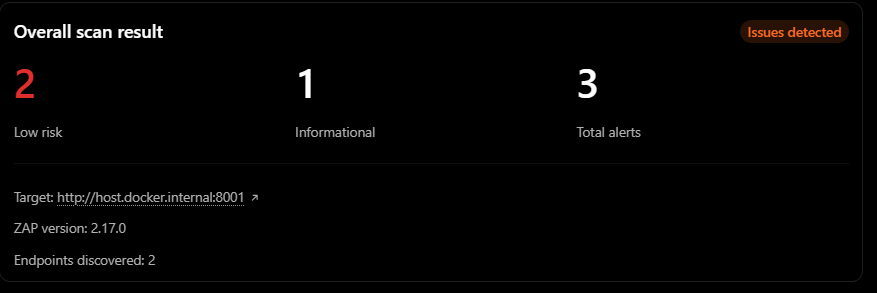 Overall scan result
Issues detected
2
1
3
Low risk
Informational
Total alerts
Target: http://host.docker.internal:8001 ↗
ZAP version: 2.17.0
Endpoints discovered: 2